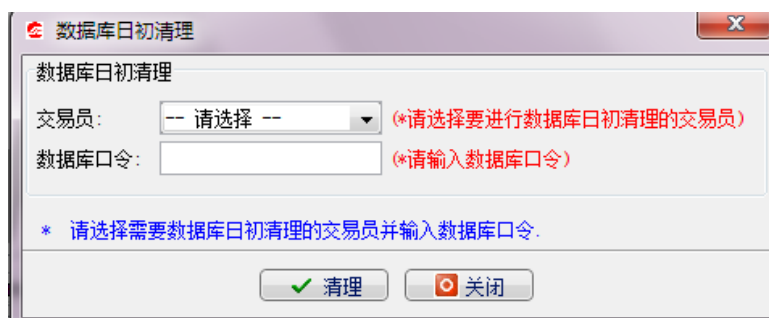 数据库日初清理
数据库日初清理
交易员: -- 请选择 -- (*请选择要进行数据库日初清理的交易员)
数据库口令: (*请输入数据库口令)
* 请选择需要数据库日初清理的交易员并输入数据库口令.
清理 关闭